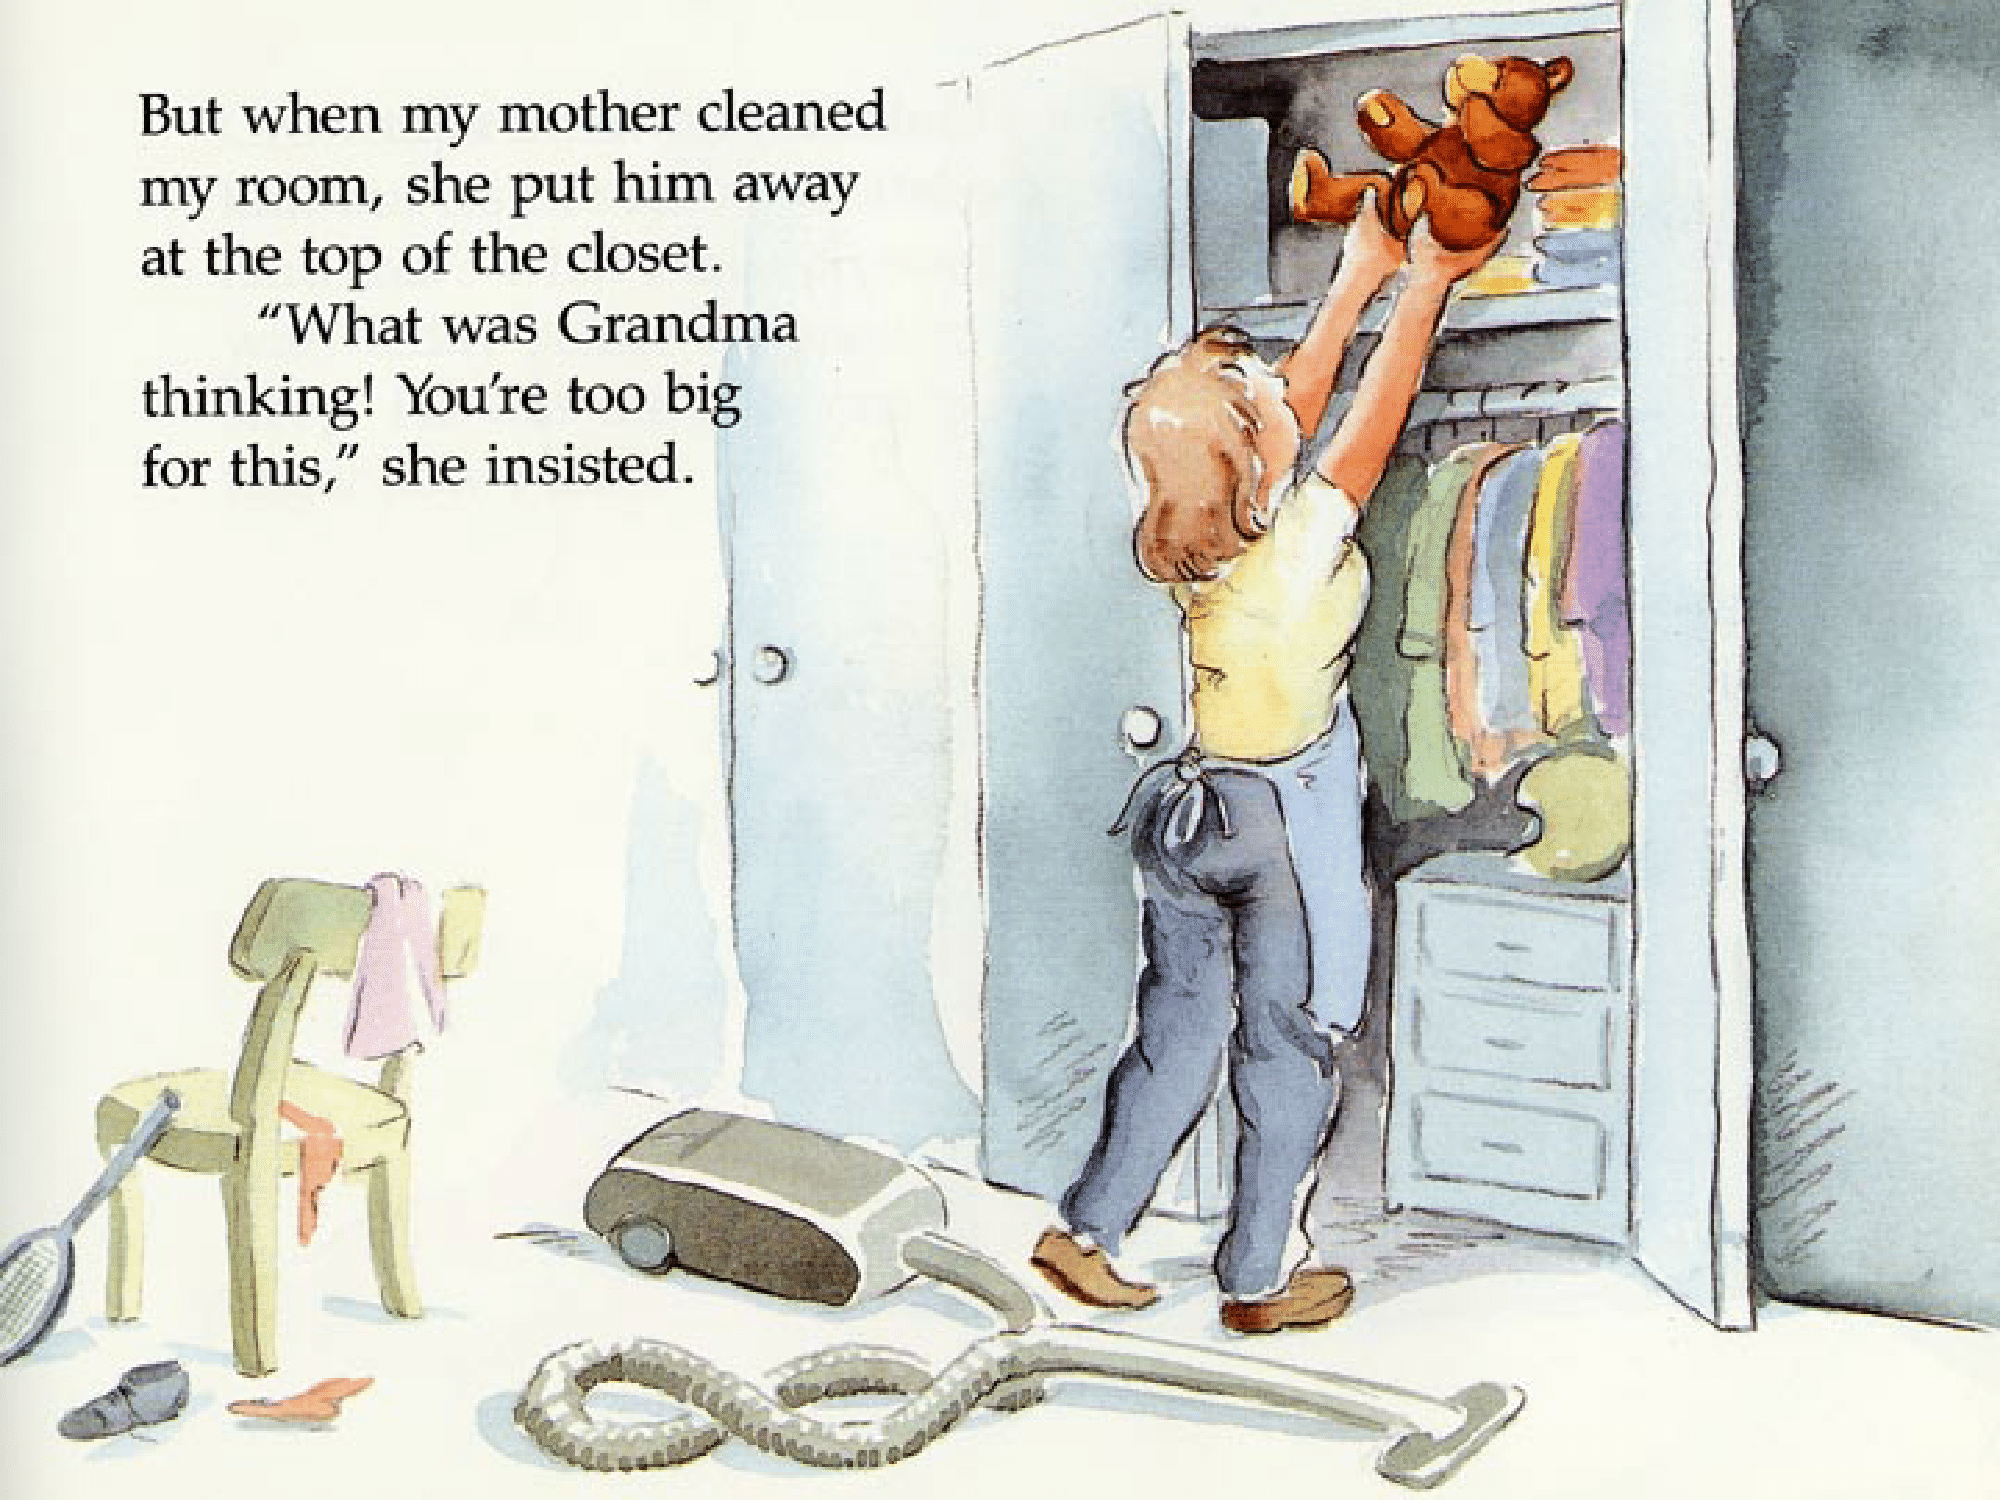 But when my mother cleaned
my room, she put him away
at the top of the closet.
“What was Grandma
thinking! You’re too big
for this,” she insisted.